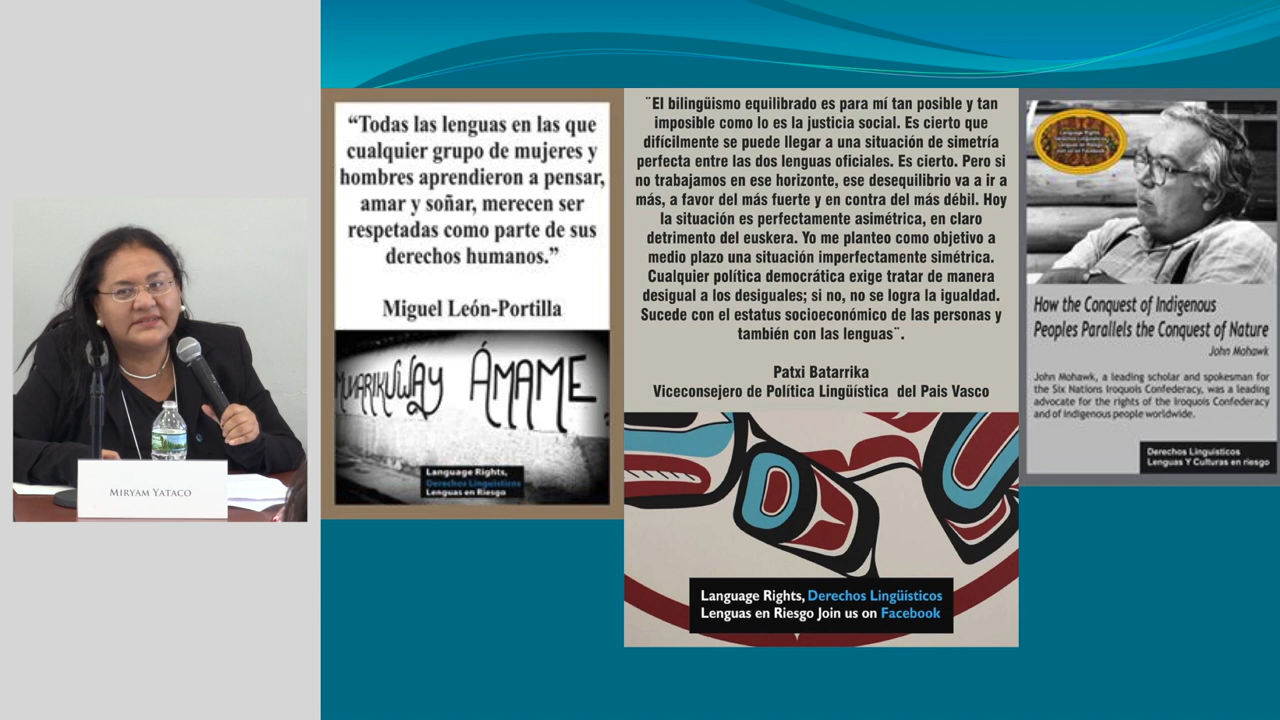 MIRYAM YATACO
“Todas las lenguas en las que
cualquier grupo de mujeres y
hombres aprendieron a pensar,
amar y soñar, merecen ser
respetadas como parte de sus
derechos humanos.”
Miguel León-Portilla
MUYARIKUWAY ÁMAME
Language Rights,
Derechos Linguisticos
Lenguas en Riesgo
¨El bilingüismo equilibrado es para mí tan posible y tan
imposible como lo es la justicia social. Es cierto que
difícilmente se puede llegar a una situación de simetría
perfecta entre las dos lenguas oficiales. Es cierto. Pero si
no trabajamos en ese horizonte, ese desequilibrio va a ir a
más, a favor del más fuerte y en contra del más débil. Hoy
la situación es perfectamente asimétrica, en claro
detrimento del euskera. Yo me planteo como objetivo a
medio plazo una situación imperfectamente simétrica.
Cualquier política democrática exige tratar de manera
desigual a los desiguales; si no, no se logra la igualdad.
Sucede con el estatus socioeconómico de las personas y
también con las lenguas¨.
Patxi Batarrika
Viceconsejero de Política Lingüística del Pais Vasco
Language Rights, Derechos Lingüísticos
Lenguas en Riesgo Join us on Facebook
Language Rights,
Derechos Linguisticos
Lenguas en Riesgo
Join us on Facebook
How the Conquest of Indigenous
Peoples Parallels the Conquest of Nature
John Mohawk
John Mohawk, a leading scholar and spokesman for
the Six Nations Iroquois Confederacy, was a leading
advocate for the rights of the Iroquois Confederacy
and of indigenous people worldwide.
Derechos Linguisticos
Lenguas Y Culturas en riesgo